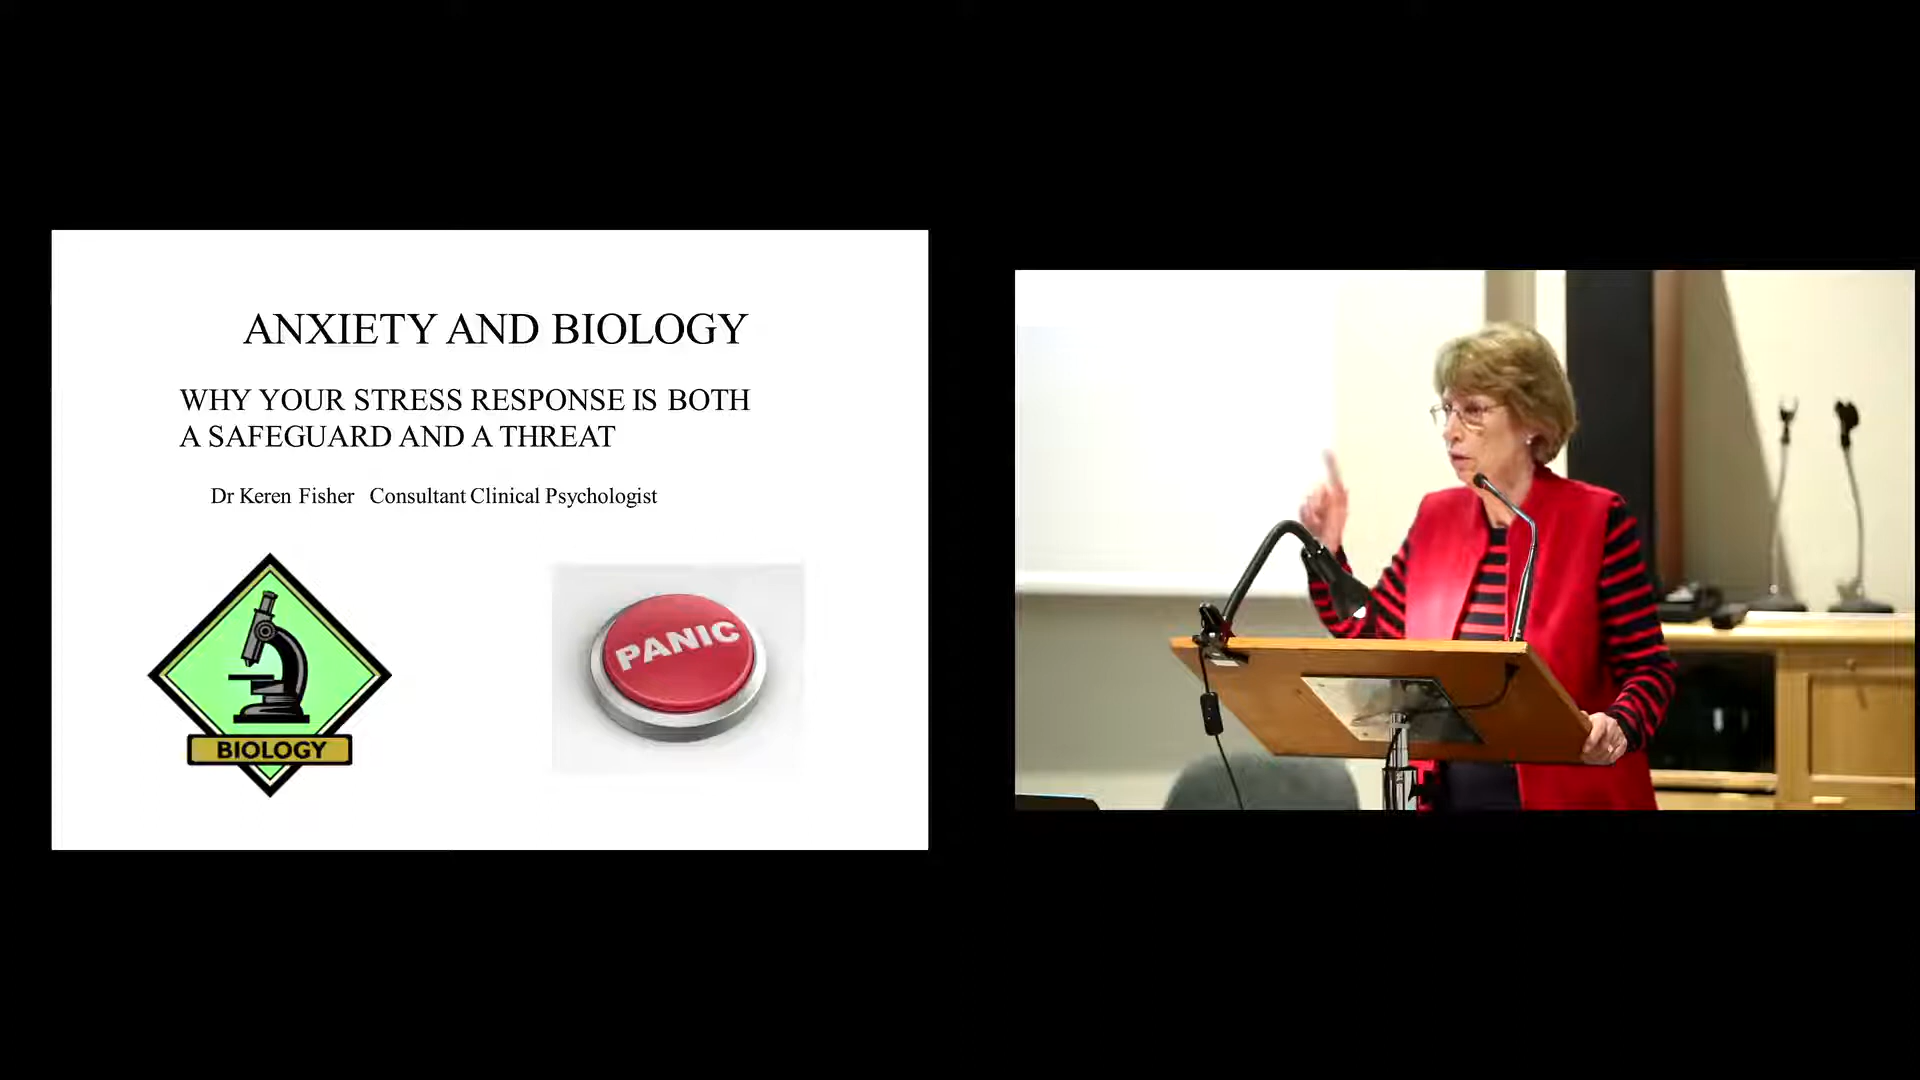 ANXIETY AND BIOLOGY
WHY YOUR STRESS RESPONSE IS BOTH
A SAFEGUARD AND A THREAT
Dr Keren Fisher Consultant Clinical Psychologist
BIOLOGY
PANIC